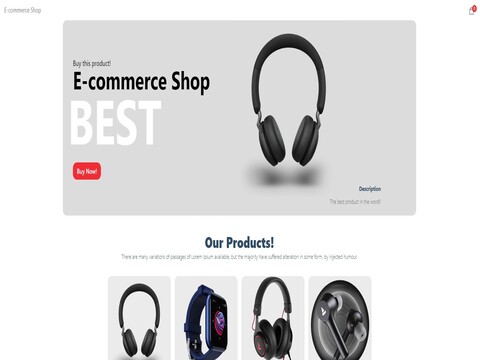 E-commerce Shop
0
Buy this product!
E-commerce Shop
BEST
Buy Now!
Description
The best product in the world!
Our Products!
There are many variations of passages of Lorem Ipsum available, but the majority have suffered alteration in some form, by injected humour.